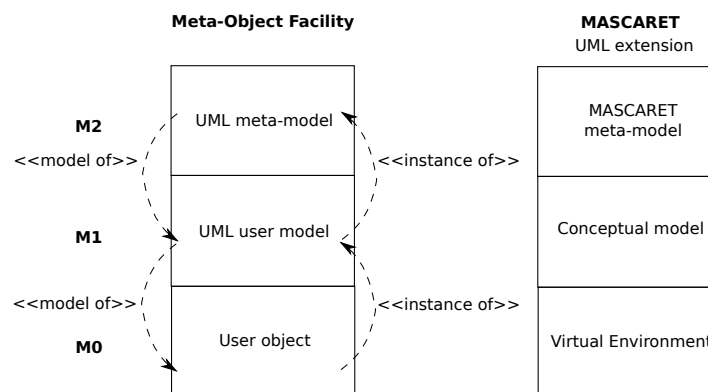 Meta-Object Facility
MASCARET
UML extension
M2
UML meta-model
MASCARET
meta-model
<<model of>>
<<instance of>>
M1
UML user model
Conceptual model
<<model of>>
<<instance of>>
M0
User object
Virtual Environment